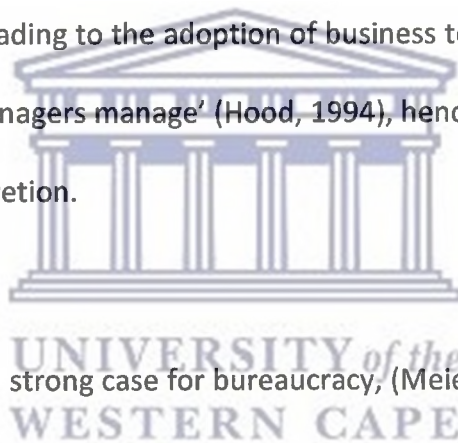 ading to the adoption of business t
nagers manage’ (Hood, 1994), hen
etion.
UNIVERSITY of the
strong case for bureaucracy, (Meie
WESTERN CAPE